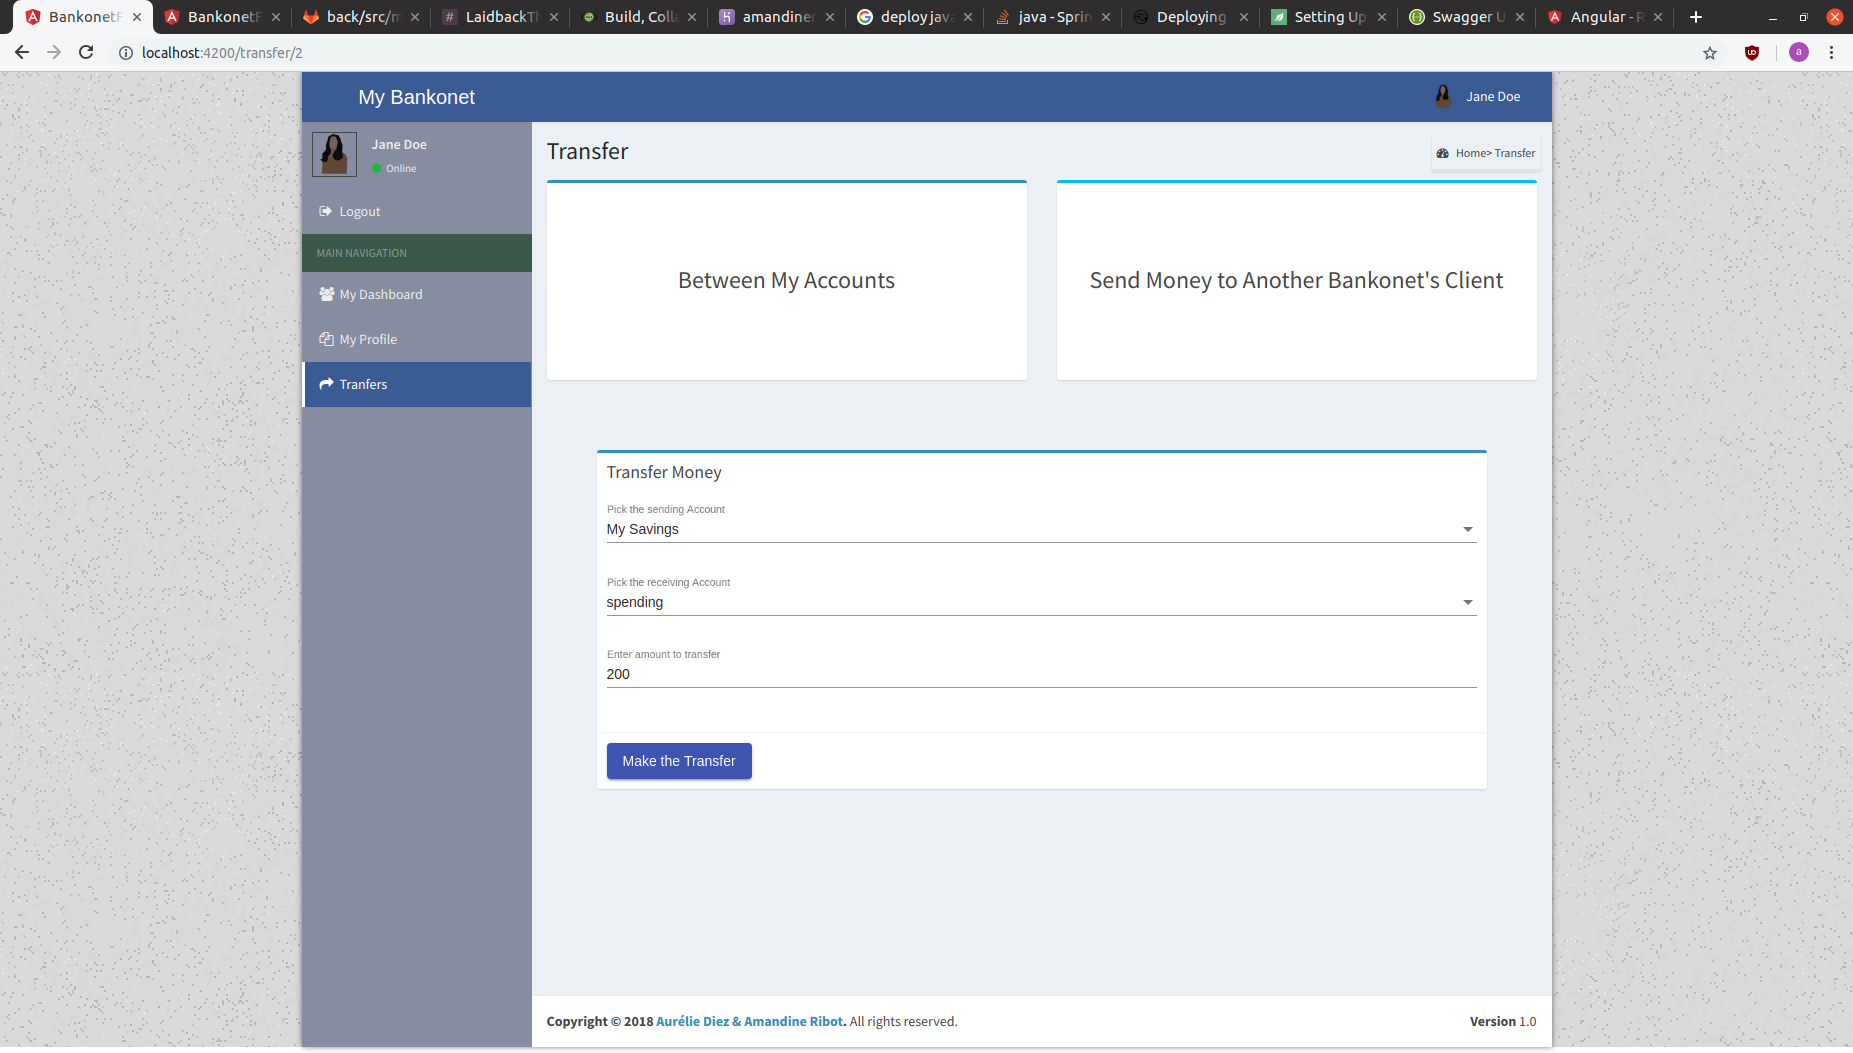 BankonetF
BankonetF
back/src/m
LaidbackTh
Build, Colla
amandiner
deploy java
java - Sprin
Deploying
Setting Up
Swagger U
Angular - R
localhost:4200/transfer/2
a
My Bankonet
Jane Doe
Jane Doe
Online
Logout
MAIN NAVIGATION
My Dashboard
My Profile
Tranfers
Transfer
Home> Transfer
Between My Accounts
Send Money to Another Bankonet's Client
Transfer Money
Pick the sending Account
My Savings
Pick the receiving Account
spending
Enter amount to transfer
200
Make the Transfer
Copyright © 2018 Aurélie Diez & Amandine Ribot. All rights reserved.
Version 1.0